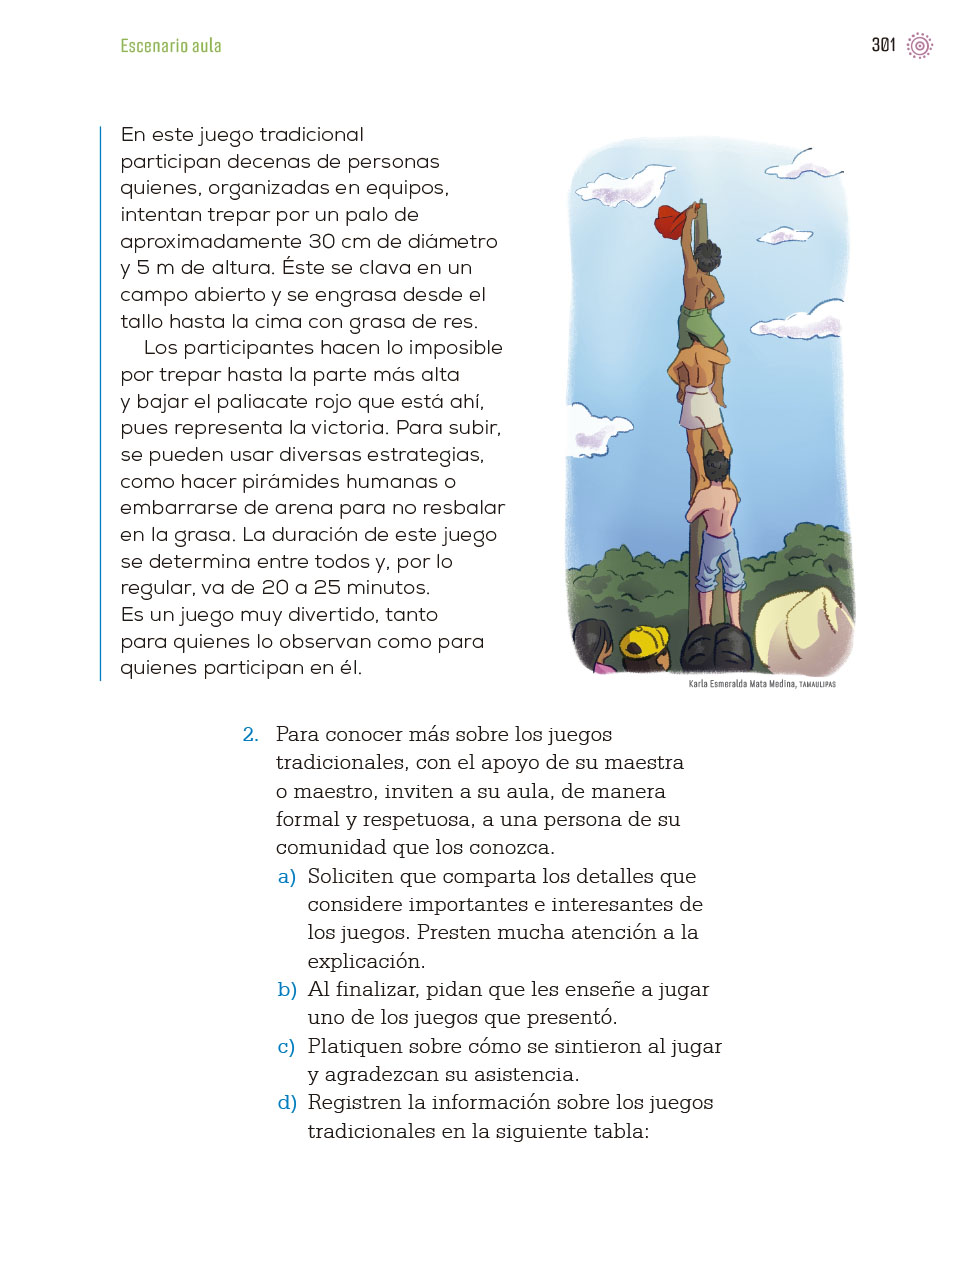 Escenario aula
301
En este juego tradicional
participan decenas de personas
quienes, organizadas en equipos,
intentan trepar por un palo de
aproximadamente 30 cm de diámetro
y 5 m de altura. Éste se clava en un
campo abierto y se engrasa desde el
tallo hasta la cima con grasa de res.
Los participantes hacen lo imposible
por trepar hasta la parte más alta
y bajar el paliacate rojo que está ahí,
pues representa la victoria. Para subir,
se pueden usar diversas estrategias,
como hacer pirámides humanas o
embarrarse de arena para no resbalar
en la grasa. La duración de este juego
se determina entre todos y, por lo
regular, va de 20 a 25 minutos.
Es un juego muy divertido, tanto
para quienes lo observan como para
quienes participan en él.
Karla Esmeralda Mata Medina, TAMAULIPAS
2. Para conocer más sobre los juegos
tradicionales, con el apoyo de su maestra
o maestro, inviten a su aula, de manera
formal y respetuosa, a una persona de su
comunidad que los conozca.
a) Soliciten que comparta los detalles que
considere importantes e interesantes de
los juegos. Presten mucha atención a la
explicación.
b) Al finalizar, pidan que les enseñe a jugar
uno de los juegos que presentó.
c) Platiquen sobre cómo se sintieron al jugar
y agradezcan su asistencia.
d) Registren la información sobre los juegos
tradicionales en la siguiente tabla: